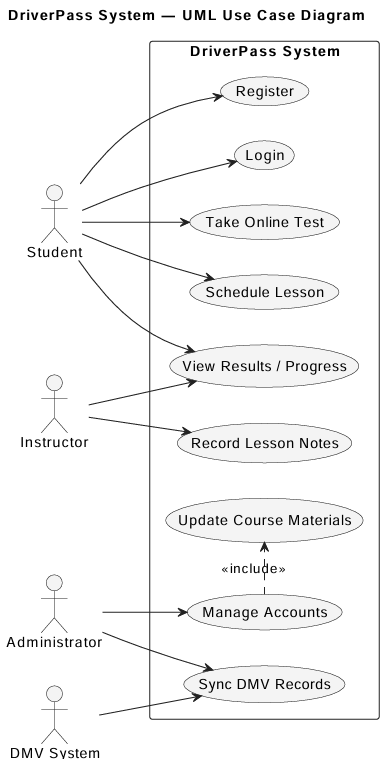 DriverPass System — UML Use Case Diagram
DriverPass System
Register
Login
Take Online Test
Student
Schedule Lesson
View Results / Progress
Instructor
Record Lesson Notes
Update Course Materials
«include»
Manage Accounts
Administrator
Sync DMV Records
DMV System